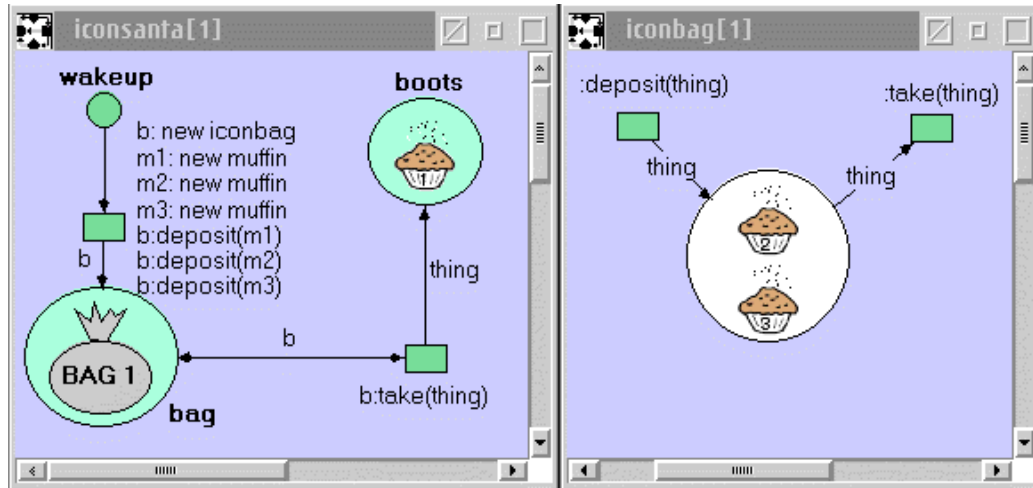 iconsanta[1]
wakeup
boots
b: new iconbag
m1: new muffin
m2: new muffin
m3: new muffin
b:deposit(m1)
b:deposit(m2)
b:deposit(m3)
1
b
thing
b
BAG 1
b:take(thing)
bag
iconbag[1]
:deposit(thing)
:take(thing)
thing
thing
2
3